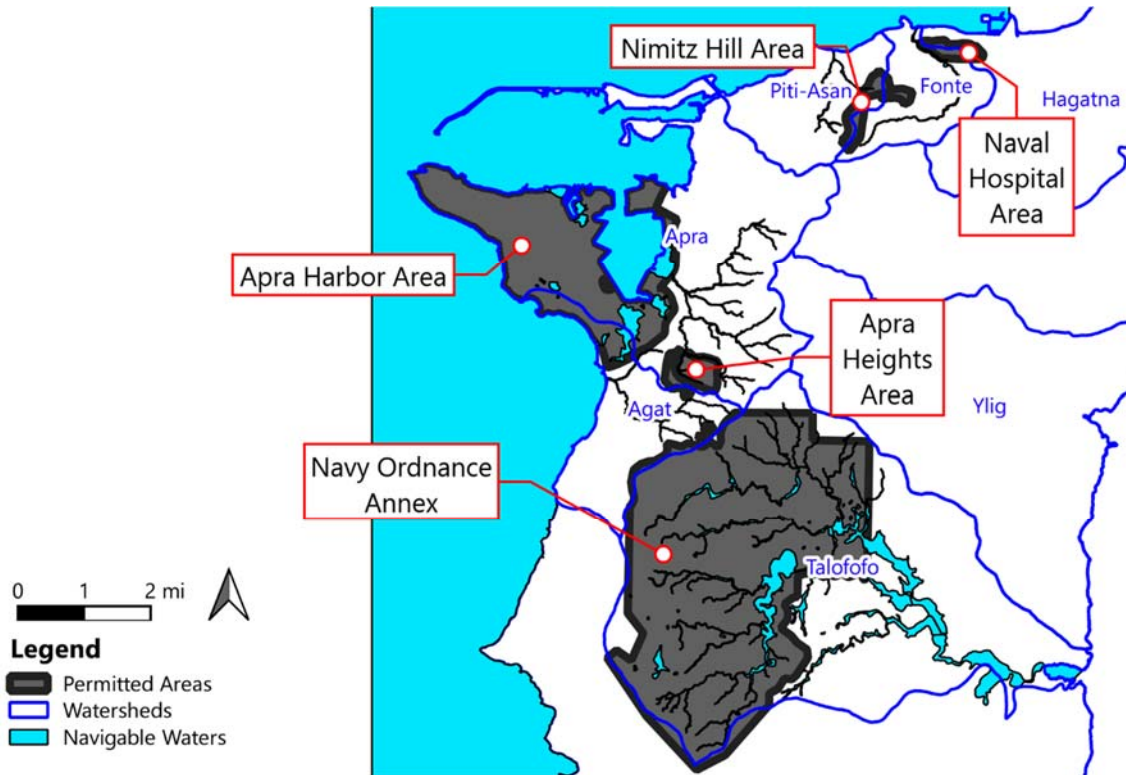 Nimitz Hill Area
Piti-Asan
Fonte
Hagatna
Naval
Hospital
Area
Apra
Apra Harbor Area
Apra
Heights
Area
Agat
Ylig
Navy Ordnance
Annex
Talofofo
0 1 2 mi
Legend
Permitted Areas
Watersheds
Navigable Waters